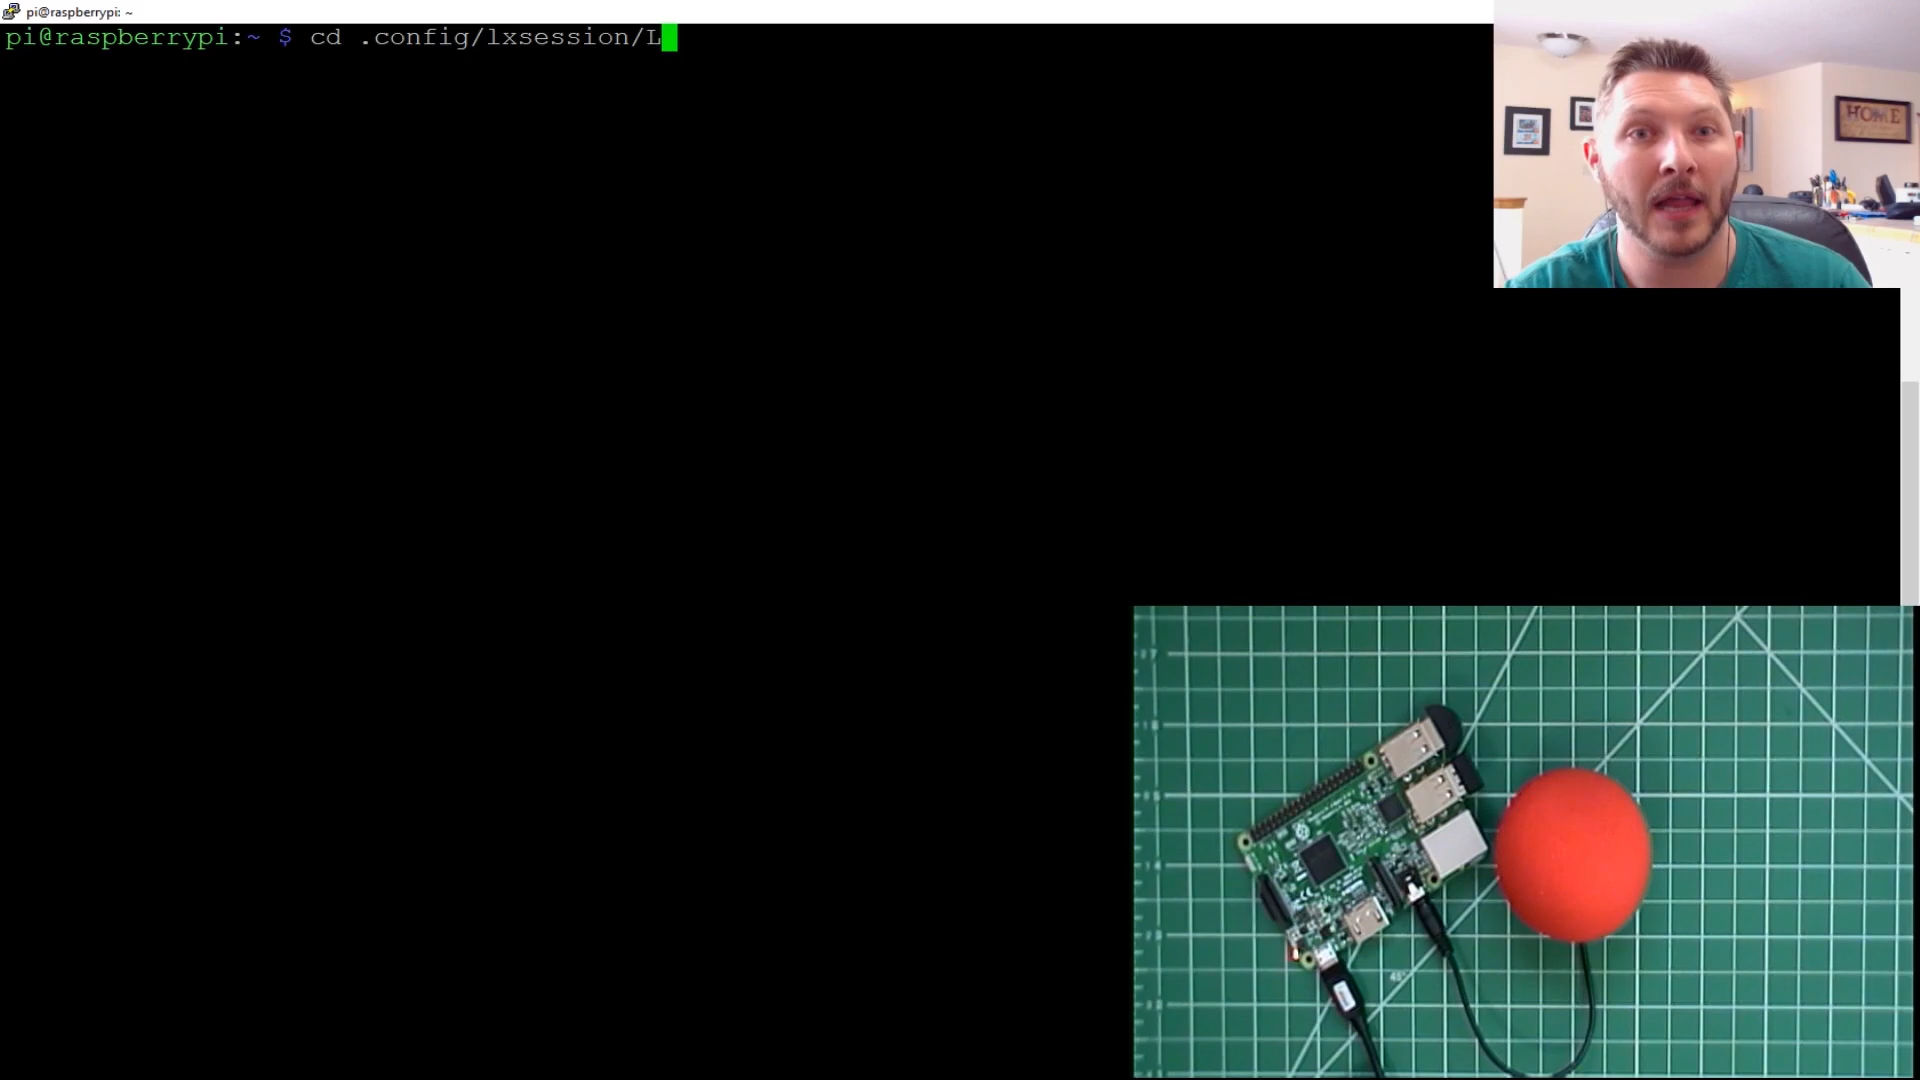 pi@raspberrypi: ~
pi@raspberrypi:~ $ cd .config/lxsession/L
HOME